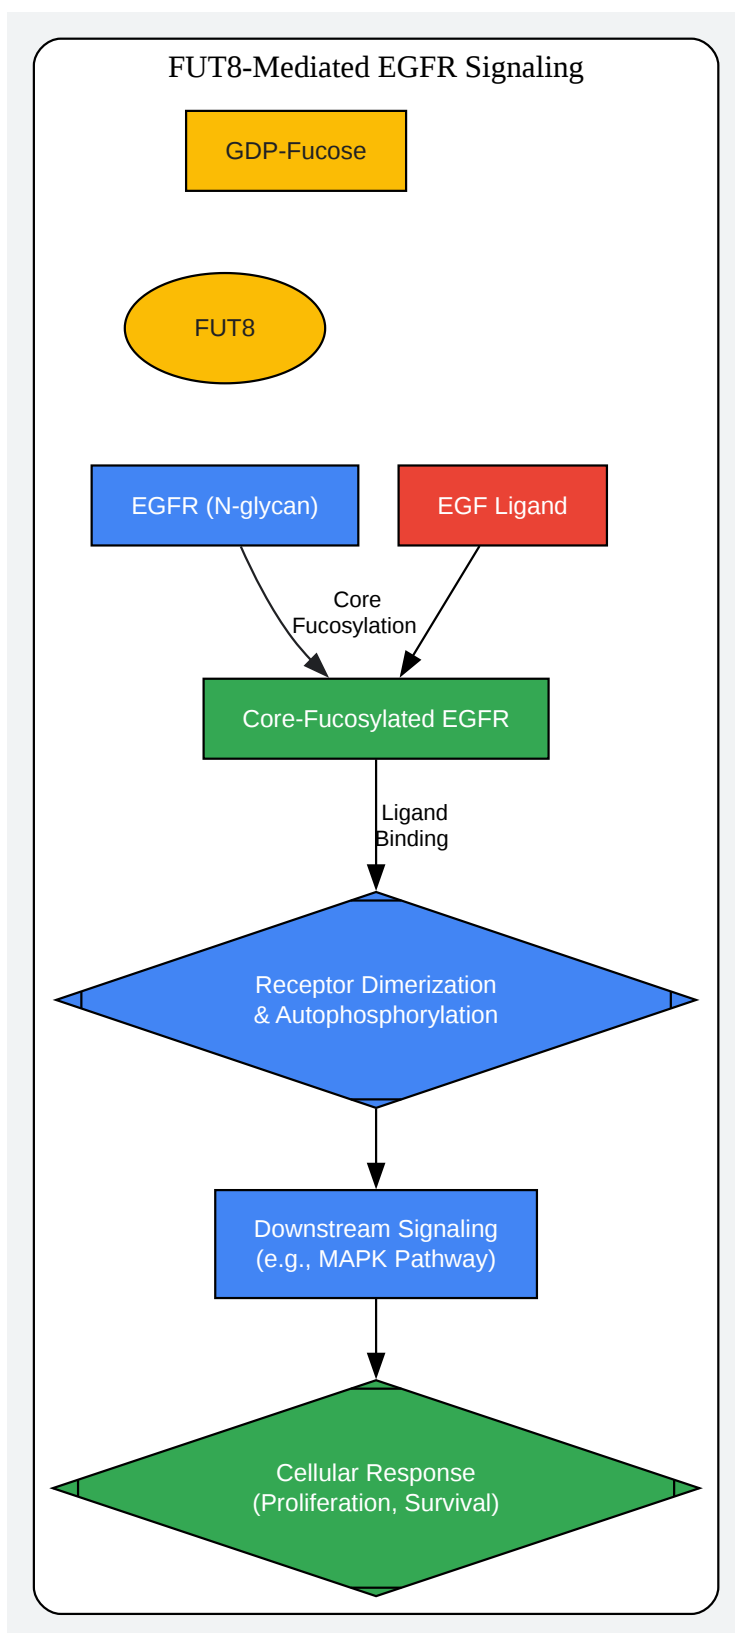 FUT8-Mediated EGFR Signaling
GDP-Fucose
FUT8
EGFR (N-glycan)
EGF Ligand
Core
Fucosylation
Core-Fucosylated EGFR
Ligand
Binding
Receptor Dimerization
& Autophosphorylation
Downstream Signaling
(e.g., MAPK Pathway)
Cellular Response
(Proliferation, Survival)